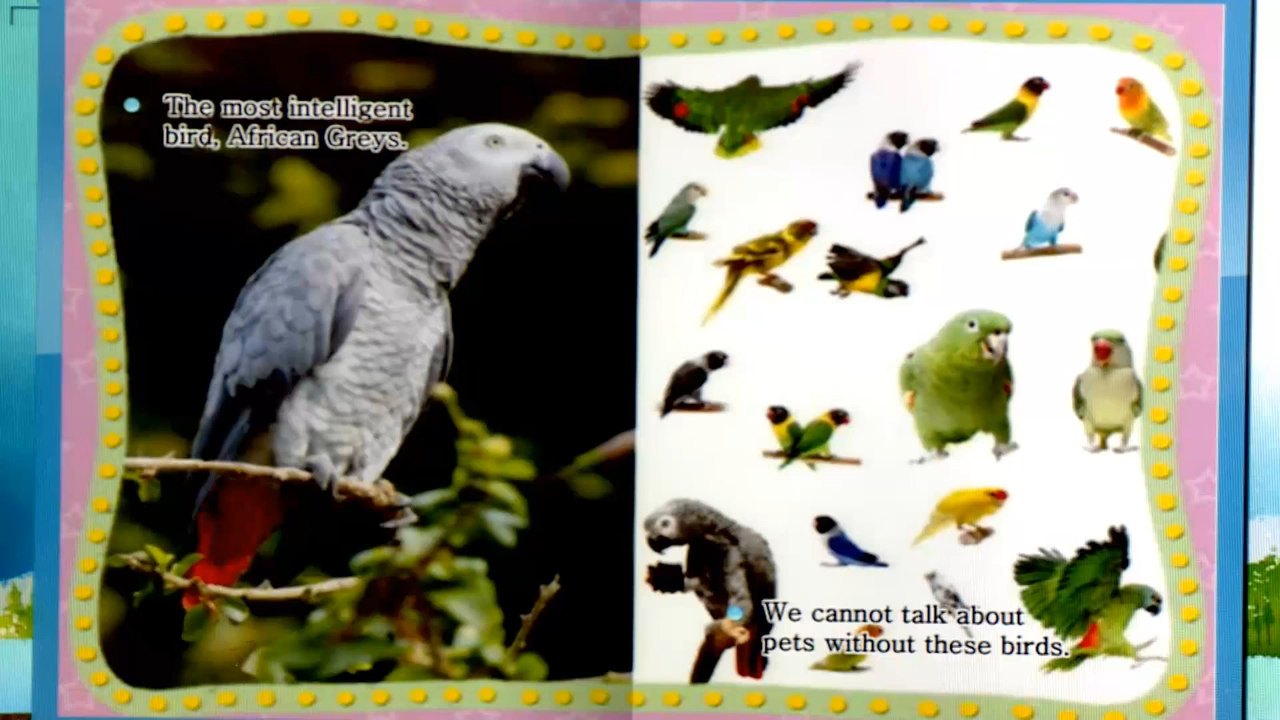 The most intelligent
bird, African Greys.
We cannot talk about
pets without these birds.